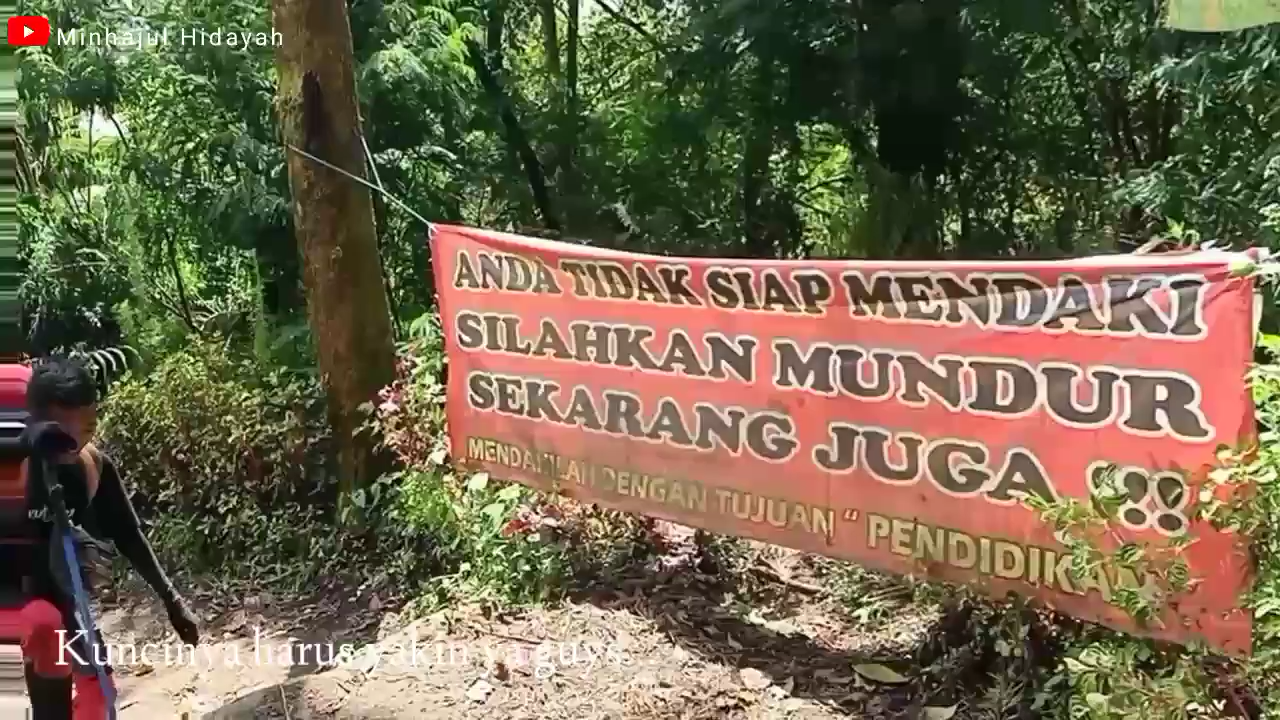 Minhajul Hidayah
ANDA TIDAK SIAP MENDAKI
SILAHKAN MUNDUR
SEKARANG JUGA !!!
MENDAKILAH DENGAN TUJUAN " PENDIDIKAN
Kuncinya harus yakin ya guys...